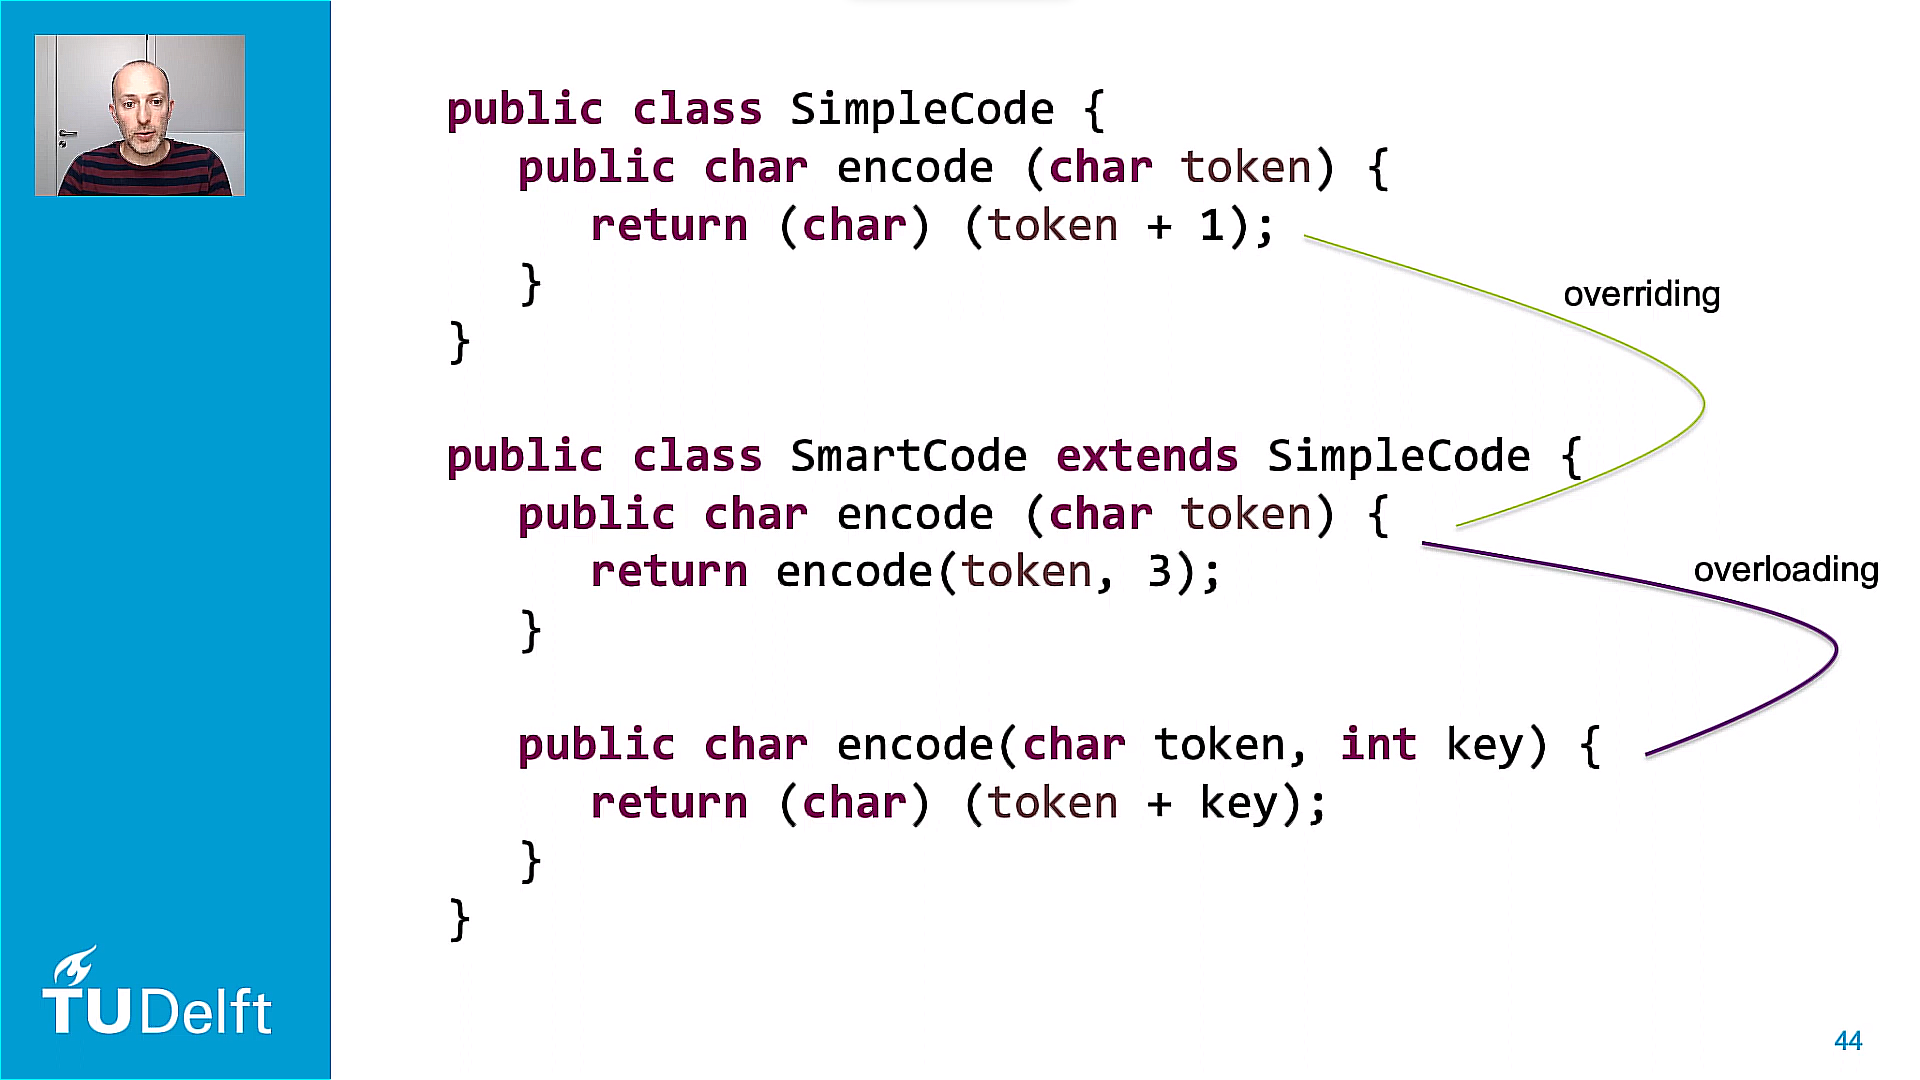 public class SimpleCode {
public char encode (char token) {
return (char) (token + 1);
}
}
overriding
public class SmartCode extends SimpleCode {
public char encode (char token) {
return encode(token, 3);
}
overloading
public char encode(char token, int key) {
return (char) (token + key);
}
}
TUDelft
44